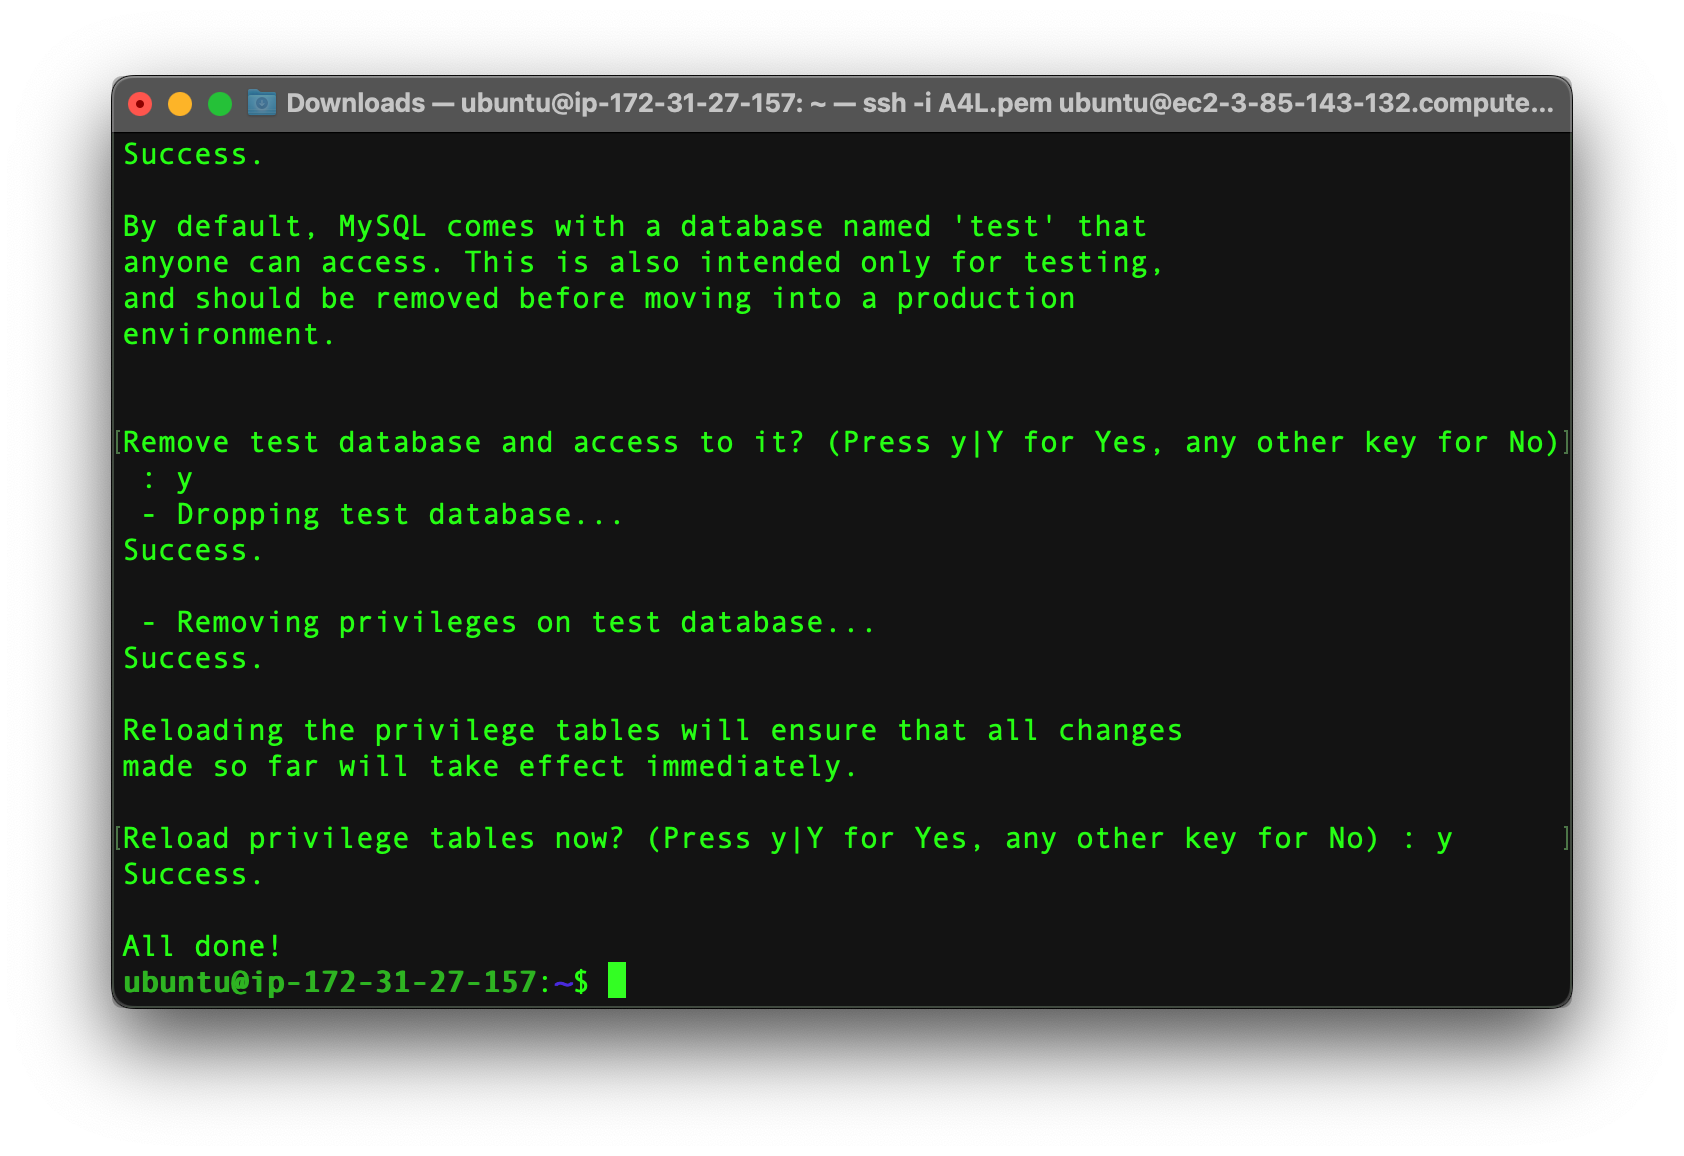 Downloads — ubuntu@ip-172-31-27-157: ~ — ssh -i A4L.pem ubuntu@ec2-3-85-143-132.compute...
Success.
By default, MySQL comes with a database named 'test' that
anyone can access. This is also intended only for testing,
and should be removed before moving into a production
environment.
[Remove test database and access to it? (Press y|Y for Yes, any other key for No)]
 : y
 - Dropping test database...
Success.
 - Removing privileges on test database...
Success.
Reloading the privilege tables will ensure that all changes
made so far will take effect immediately.
[Reload privilege tables now? (Press y|Y for Yes, any other key for No) : y ]
Success.
All done!
ubuntu@ip-172-31-27-157:~$